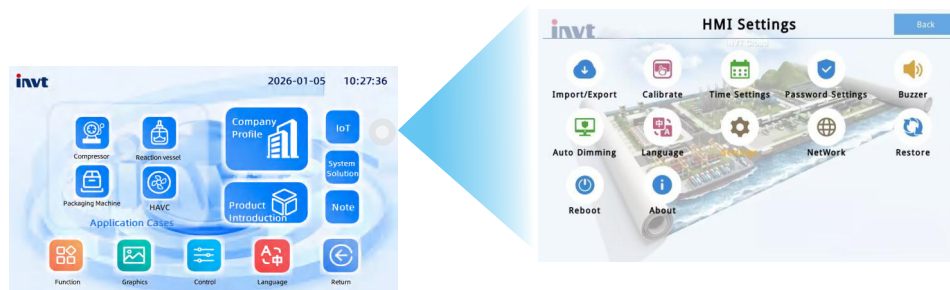 invt
2026-01-05 10:27:36
Company
Profile
IoT
Compressor
Reaction vessel
System
Solution
Packaging Machine
HAVC
Product
Introduction
Note
Application Cases
Function
Graphics
Control
Language
Return
invt
HMI Settings
Back
Import/Export
Calibrate
Time Settings
Password Settings
Buzzer
Auto Dimming
Language
NetWork
Restore
Reboot
About